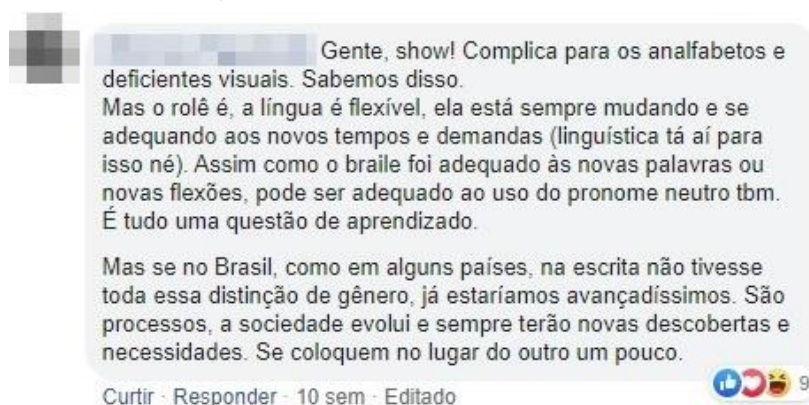 Gente, show! Complica para os analfabetos e
deficientes visuais. Sabemos disso.
Mas o rolê é, a língua é flexível, ela está sempre mudando e se
adequando aos novos tempos e demandas (linguística tá aí para
isso né). Assim como o braile foi adequado às novas palavras ou
novas flexões, pode ser adequado ao uso do pronome neutro tbm.
É tudo uma questão de aprendizado.
Mas se no Brasil, como em alguns países, na escrita não tivesse
toda essa distinção de gênero, já estaríamos avançadíssimos. São
processos, a sociedade evolui e sempre terão novas descobertas e
necessidades. Se coloquem no lugar do outro um pouco.
9
Curtir · Responder · 10 sem · Editado